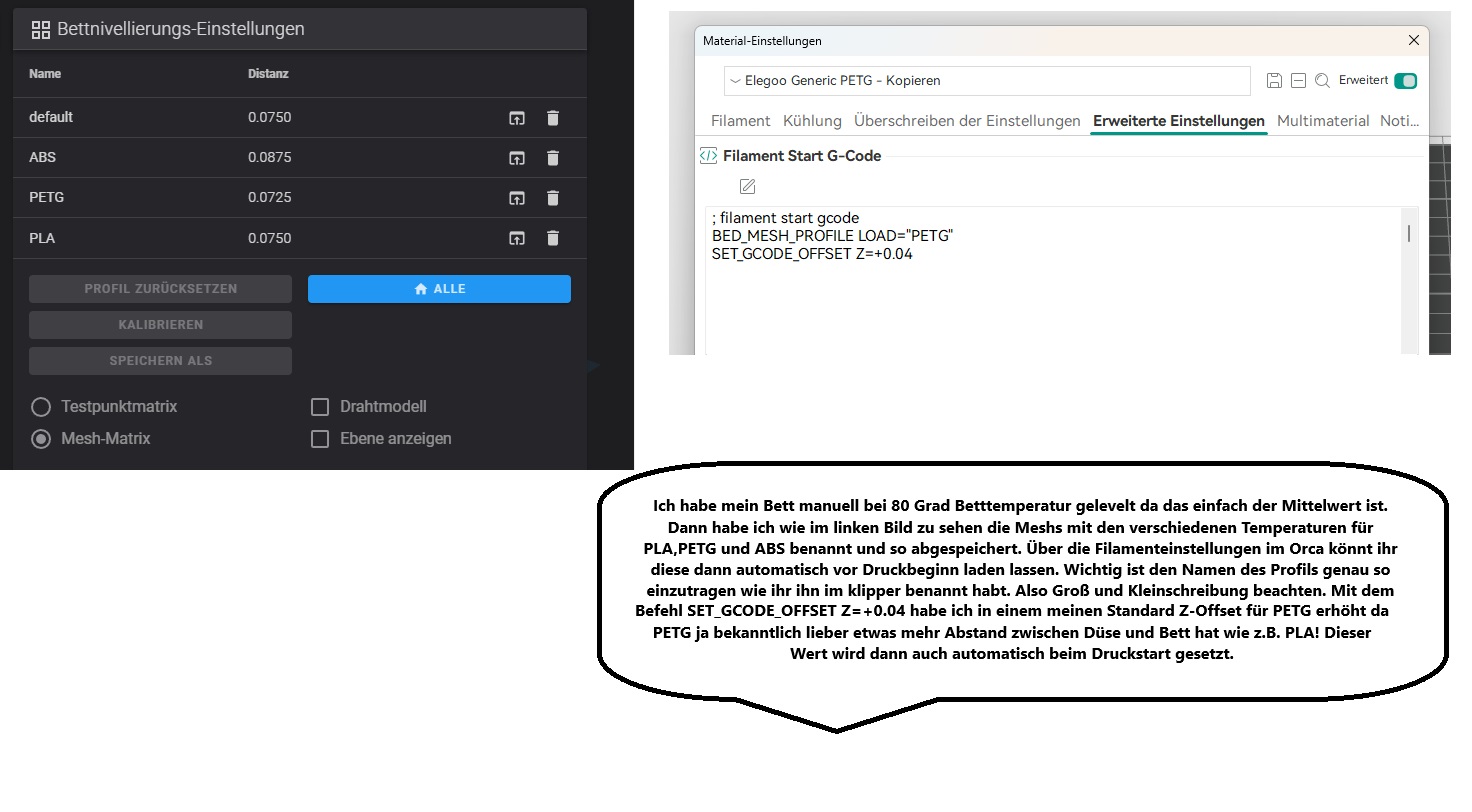 Bettnivellierungs-Einstellungen
Name Distanz
default 0.0750
ABS 0.0875
PETG 0.0725
PLA 0.0750
PROFIL ZURÜCKSETZEN ALLE
KALIBRIEREN
SPEICHERN ALS
Testpunktmatrix Drahtmodell
Mesh-Matrix Ebene anzeigen
Material-Einstellungen
Elegoo Generic PETG - Kopieren Erweitert
Filament Kühlung Überschreiben der Einstellungen Erweiterte Einstellungen Multimaterial Noti...
</> Filament Start G-Code
; filament start gcode
BED_MESH_PROFILE LOAD="PETG"
SET_GCODE_OFFSET Z=+0.04
Ich habe mein Bett manuell bei 80 Grad Betttemperatur gelevelt da das einfach der Mittelwert ist.
Dann habe ich wie im linken Bild zu sehen die Meshs mit den verschiedenen Temperaturen für
PLA,PETG und ABS benannt und so abgespeichert. Über die Filamenteinstellungen im Orca könnt ihr
diese dann automatisch vor Druckbeginn laden lassen. Wichtig ist den Namen des Profils genau so
einzutragen wie ihr ihn im klipper benannt habt. Also Groß und Kleinschreibung beachten. Mit dem
Befehl SET_GCODE_OFFSET Z=+0.04 habe ich in einem meinen Standard Z-Offset für PETG erhöht da
PETG ja bekanntlich lieber etwas mehr Abstand zwischen Düse und Bett hat wie z.B. PLA! Dieser
Wert wird dann auch automatisch beim Druckstart gesetzt.